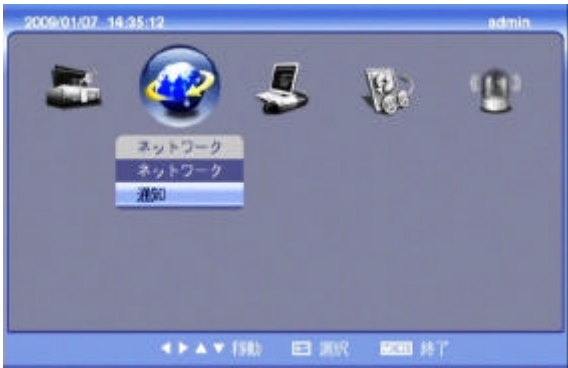 2009/01/07 14:35:12 admin
ネットワーク
ネットワーク
通知
◀▶▲▼ 移動 選択 終了